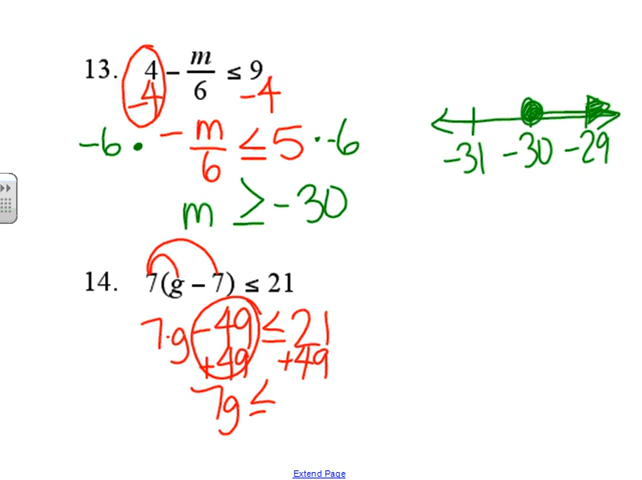 13. 4 - m/6 ≤ 9
-4 -4
-6 • - m/6 ≤ 5 • -6
m ≥ -30
-31 -30 -29
14. 7(g - 7) ≤ 21
7·g - 49 ≤ 21
+49 +49
7g ≤
Extend Page